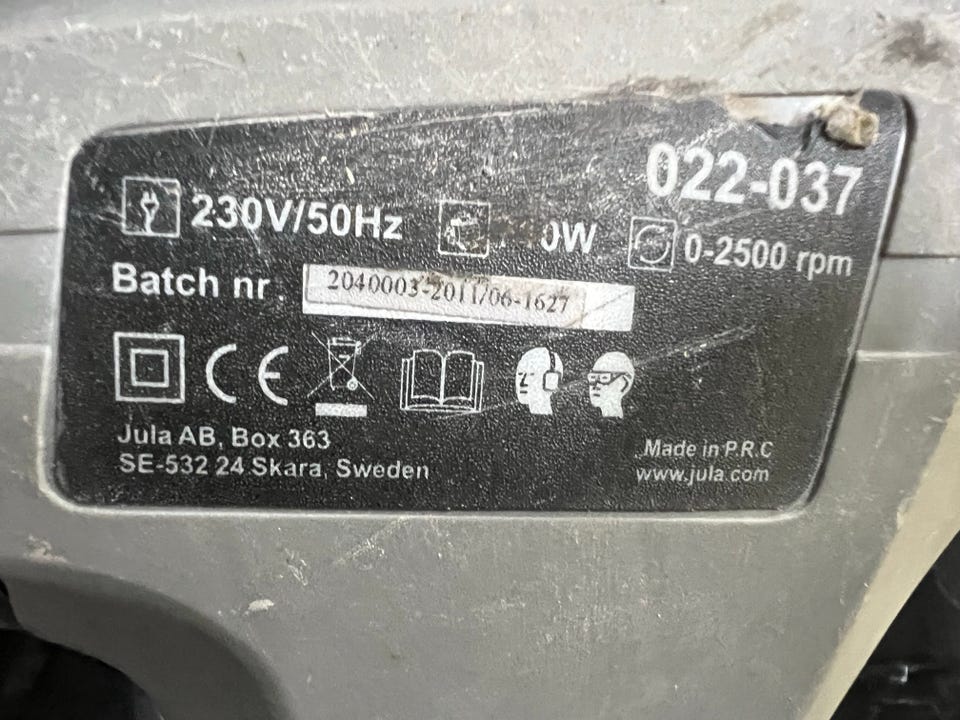 022-037
230V/50Hz 0-2500 rpm
Batch nr. 2040003-2011/06-1627
CE
Jula AB, Box 363
SE-532 24 Skara, Sweden
Made in P.R.C
www.jula.com